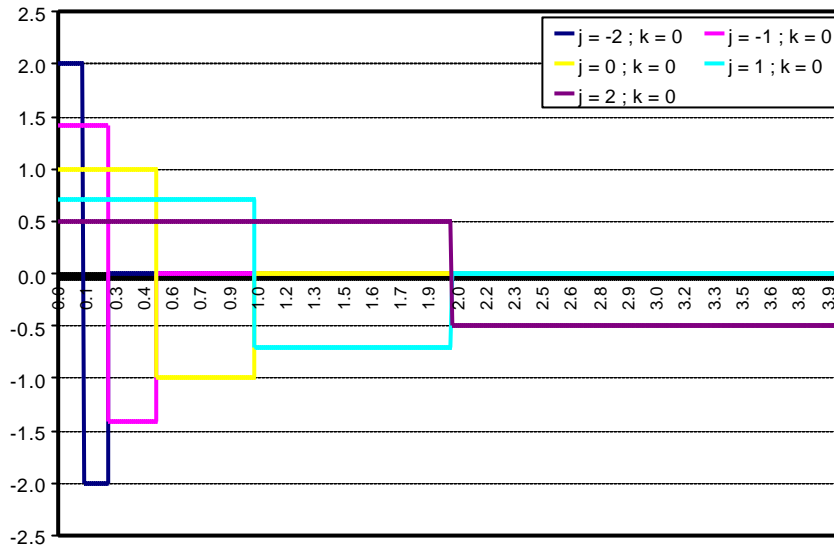 2.5
2.0
1.5
1.0
0.5
0.0
-0.5
-1.0
-1.5
-2.0
-2.5
j = -2 ; k = 0
j = -1 ; k = 0
j = 0 ; k = 0
j = 1 ; k = 0
j = 2 ; k = 0
0.0 0.1 0.3 0.4 0.6 0.7 0.9 1.0 1.2 1.3 1.5 1.6 1.7 1.9 2.0 2.2 2.3 2.5 2.6 2.8 2.9 3.0 3.2 3.3 3.5 3.6 3.8 3.9